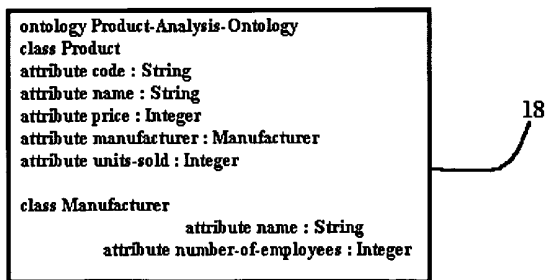 ontology Product-Analysis-Ontology
class Product
attribute code : String
attribute name : String
attribute price : Integer
attribute manufacturer : Manufacturer
attribute units-sold : Integer
18
class Manufacturer
attribute name : String
attribute number-of-employees : Integer